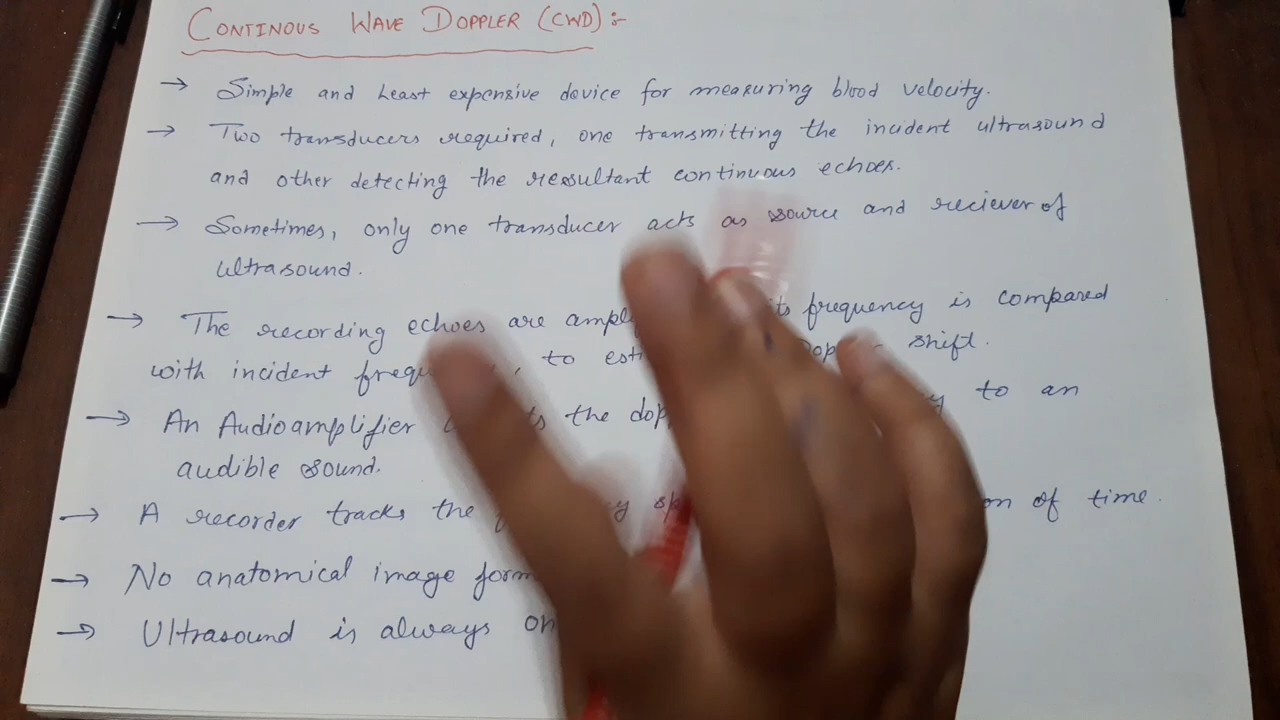 CONTINOUS WAVE DOPPLER (CWD):-
→ Simple and Least expensive device for measuring blood velocity.
→ Two transducers required, one transmitting the incident ultrasound
and other detecting the ressultant continuous echoes.
→ Sometimes, only one transducer acts as source and reciever of
ultrasound.
→ The recording echoes are frequency is compared
with incident to shift.
→ An Audioamplifier the to an
audible sound.
→ A recorder tracks the of time.
→ No anatomical image
→ Ultrasound is always on